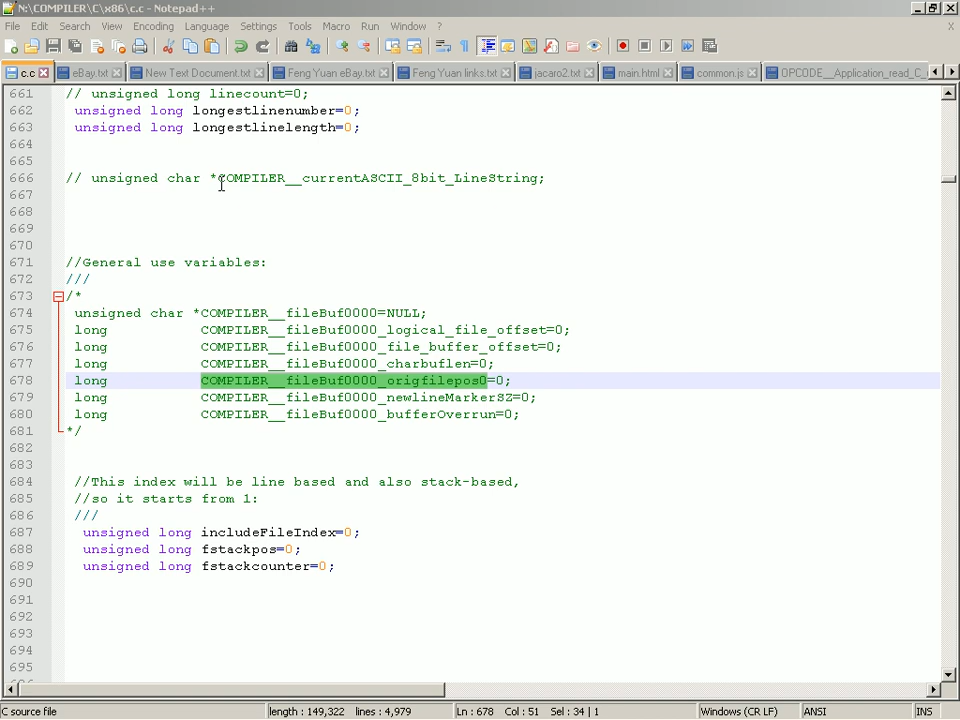 N:\COMPILER\C\x86\c.c - Notepad++
File Edit Search View Encoding Language Settings Tools Macro Run Window ? X
c.c eBay.txt New Text Document.txt Feng Yuan eBay.txt Feng Yuan links.txt jacaro2.txt main.html common.js OPCODE__Application_read_C_
661 // unsigned long linecount=0;
662 unsigned long longestlinenumber=0;
663 unsigned long longestlinelength=0;
664
665
666 // unsigned char *COMPILER__currentASCII_8bit_LineString;
667
668
669
670
671 //General use variables:
672 ///
673 /*
674 unsigned char *COMPILER__fileBuf0000=NULL;
675 long COMPILER__fileBuf0000_logical_file_offset=0;
676 long COMPILER__fileBuf0000_file_buffer_offset=0;
677 long COMPILER__fileBuf0000_charbuflen=0;
678 long COMPILER__fileBuf0000_origfilepos0=0;
679 long COMPILER__fileBuf0000_newlineMarkerSZ=0;
680 long COMPILER__fileBuf0000_bufferOverrun=0;
681 */
682
683
684 //This index will be line based and also stack-based,
685 //so it starts from 1:
686 ///
687 unsigned long includeFileIndex=0;
688 unsigned long fstackpos=0;
689 unsigned long fstackcounter=0;
690
691
692
693
694
695
C source file length : 149,322 lines : 4,979 Ln : 678 Col : 51 Sel : 34 | 1 Windows (CR LF) ANSI INS